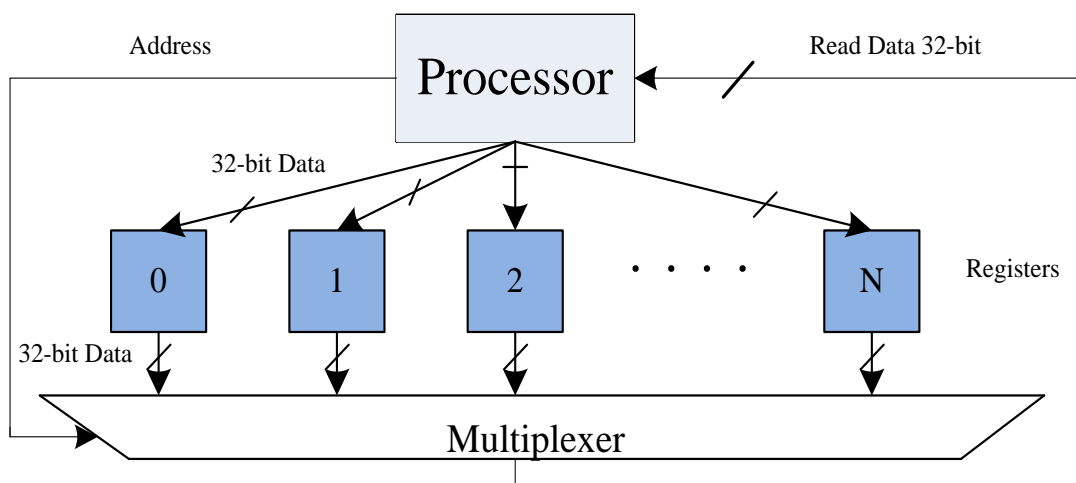 Address
Read Data 32-bit
Processor
32-bit Data
0
1
2
N
Registers
32-bit Data
Multiplexer